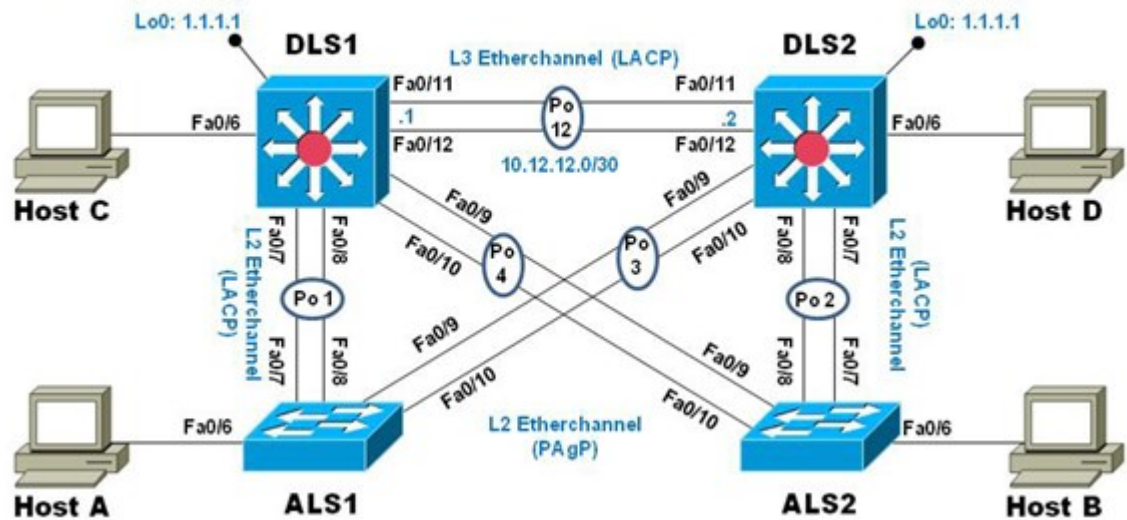 Lo0: 1.1.1.1
Lo0: 1.1.1.1
DLS1
DLS2
L3 Etherchannel (LACP)
Fa0/11
Fa0/11
Po
12
.1
.2
Fa0/6
Fa0/6
Fa0/12
Fa0/12
10.12.12.0/30
Host C
Host D
Fa0/9
Fa0/9
Fa0/7
Fa0/8
Fa0/10
Po
4
Po
3
Fa0/10
Fa0/8
Fa0/7
L2 Etherchannel
(LACP)
Po 1
Po 2
L2 Etherchannel
(LACP)
Fa0/7
Fa0/8
Fa0/9
Fa0/10
Fa0/9
Fa0/10
Fa0/8
Fa0/7
L2 Etherchannel
(PAgP)
Fa0/6
Fa0/6
Host A
ALS1
ALS2
Host B